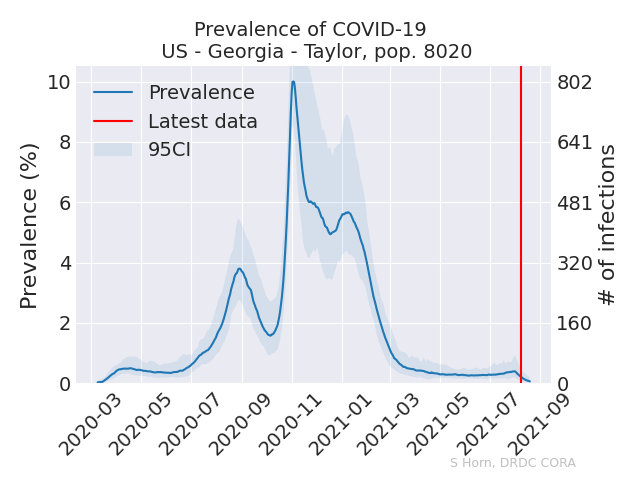 Prevalence of COVID-19
US - Georgia - Taylor, pop. 8020
Prevalence (%)
10
8
6
4
2
0
Prevalence
Latest data
95CI
802
641
481
320
160
0
# of infections
2020-03
2020-05
2020-07
2020-09
2020-11
2021-01
2021-03
2021-05
2021-07
2021-09
S Horn, DRDC CORA